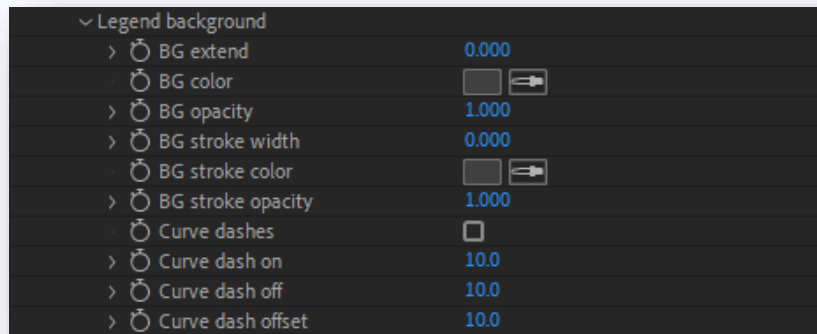 Legend background
BG extend 0.000
BG color
BG opacity 1.000
BG stroke width 0.000
BG stroke color
BG stroke opacity 1.000
Curve dashes
Curve dash on 10.0
Curve dash off 10.0
Curve dash offset 10.0